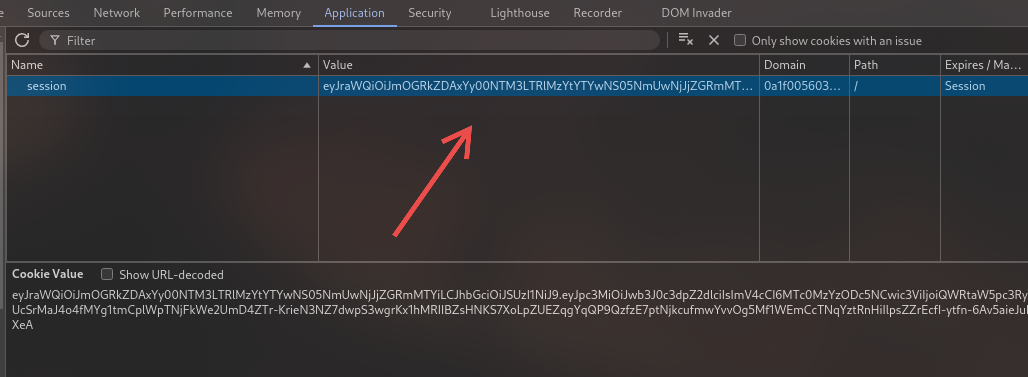 Sources Network Performance Memory Application Security Lighthouse Recorder DOM Invader
Filter Only show cookies with an issue
Name Value Domain Path Expires / Ma...
session eyJraWQiOiJmOGRkZDAxYy00NTM3LTRlMzYtYTYwNS05NmUwNjJjZGRmMT... 0a1f005603... / Session
Cookie Value Show URL-decoded
eyJraWQiOiJmOGRkZDAxYy00NTM3LTRlMzYtYTYwNS05NmUwNjJjZGRmMTYiLCJhbGciOiJSUzI1NiJ9.eyJpc3MiOiJwb3J0c3dpZ2dlciIsImV4cCI6MTc0MzYzODc5NCwic3ViIjoiQWRtaW5pc3Ry
UcSrMaJ4o4fMYg1tmCplWpTNjFkWe2UmD4ZTr-KrieN3NZ7dwpS3wgrKx1hMRIIBZsHNKS7XoLpZUEZqgYqQP9QzfzE7ptNjkcufmwYvvOg5Mf1WEmCcTNqYztRnHillpsZZrEcfI-ytfn-6Av5aieJu
XeA